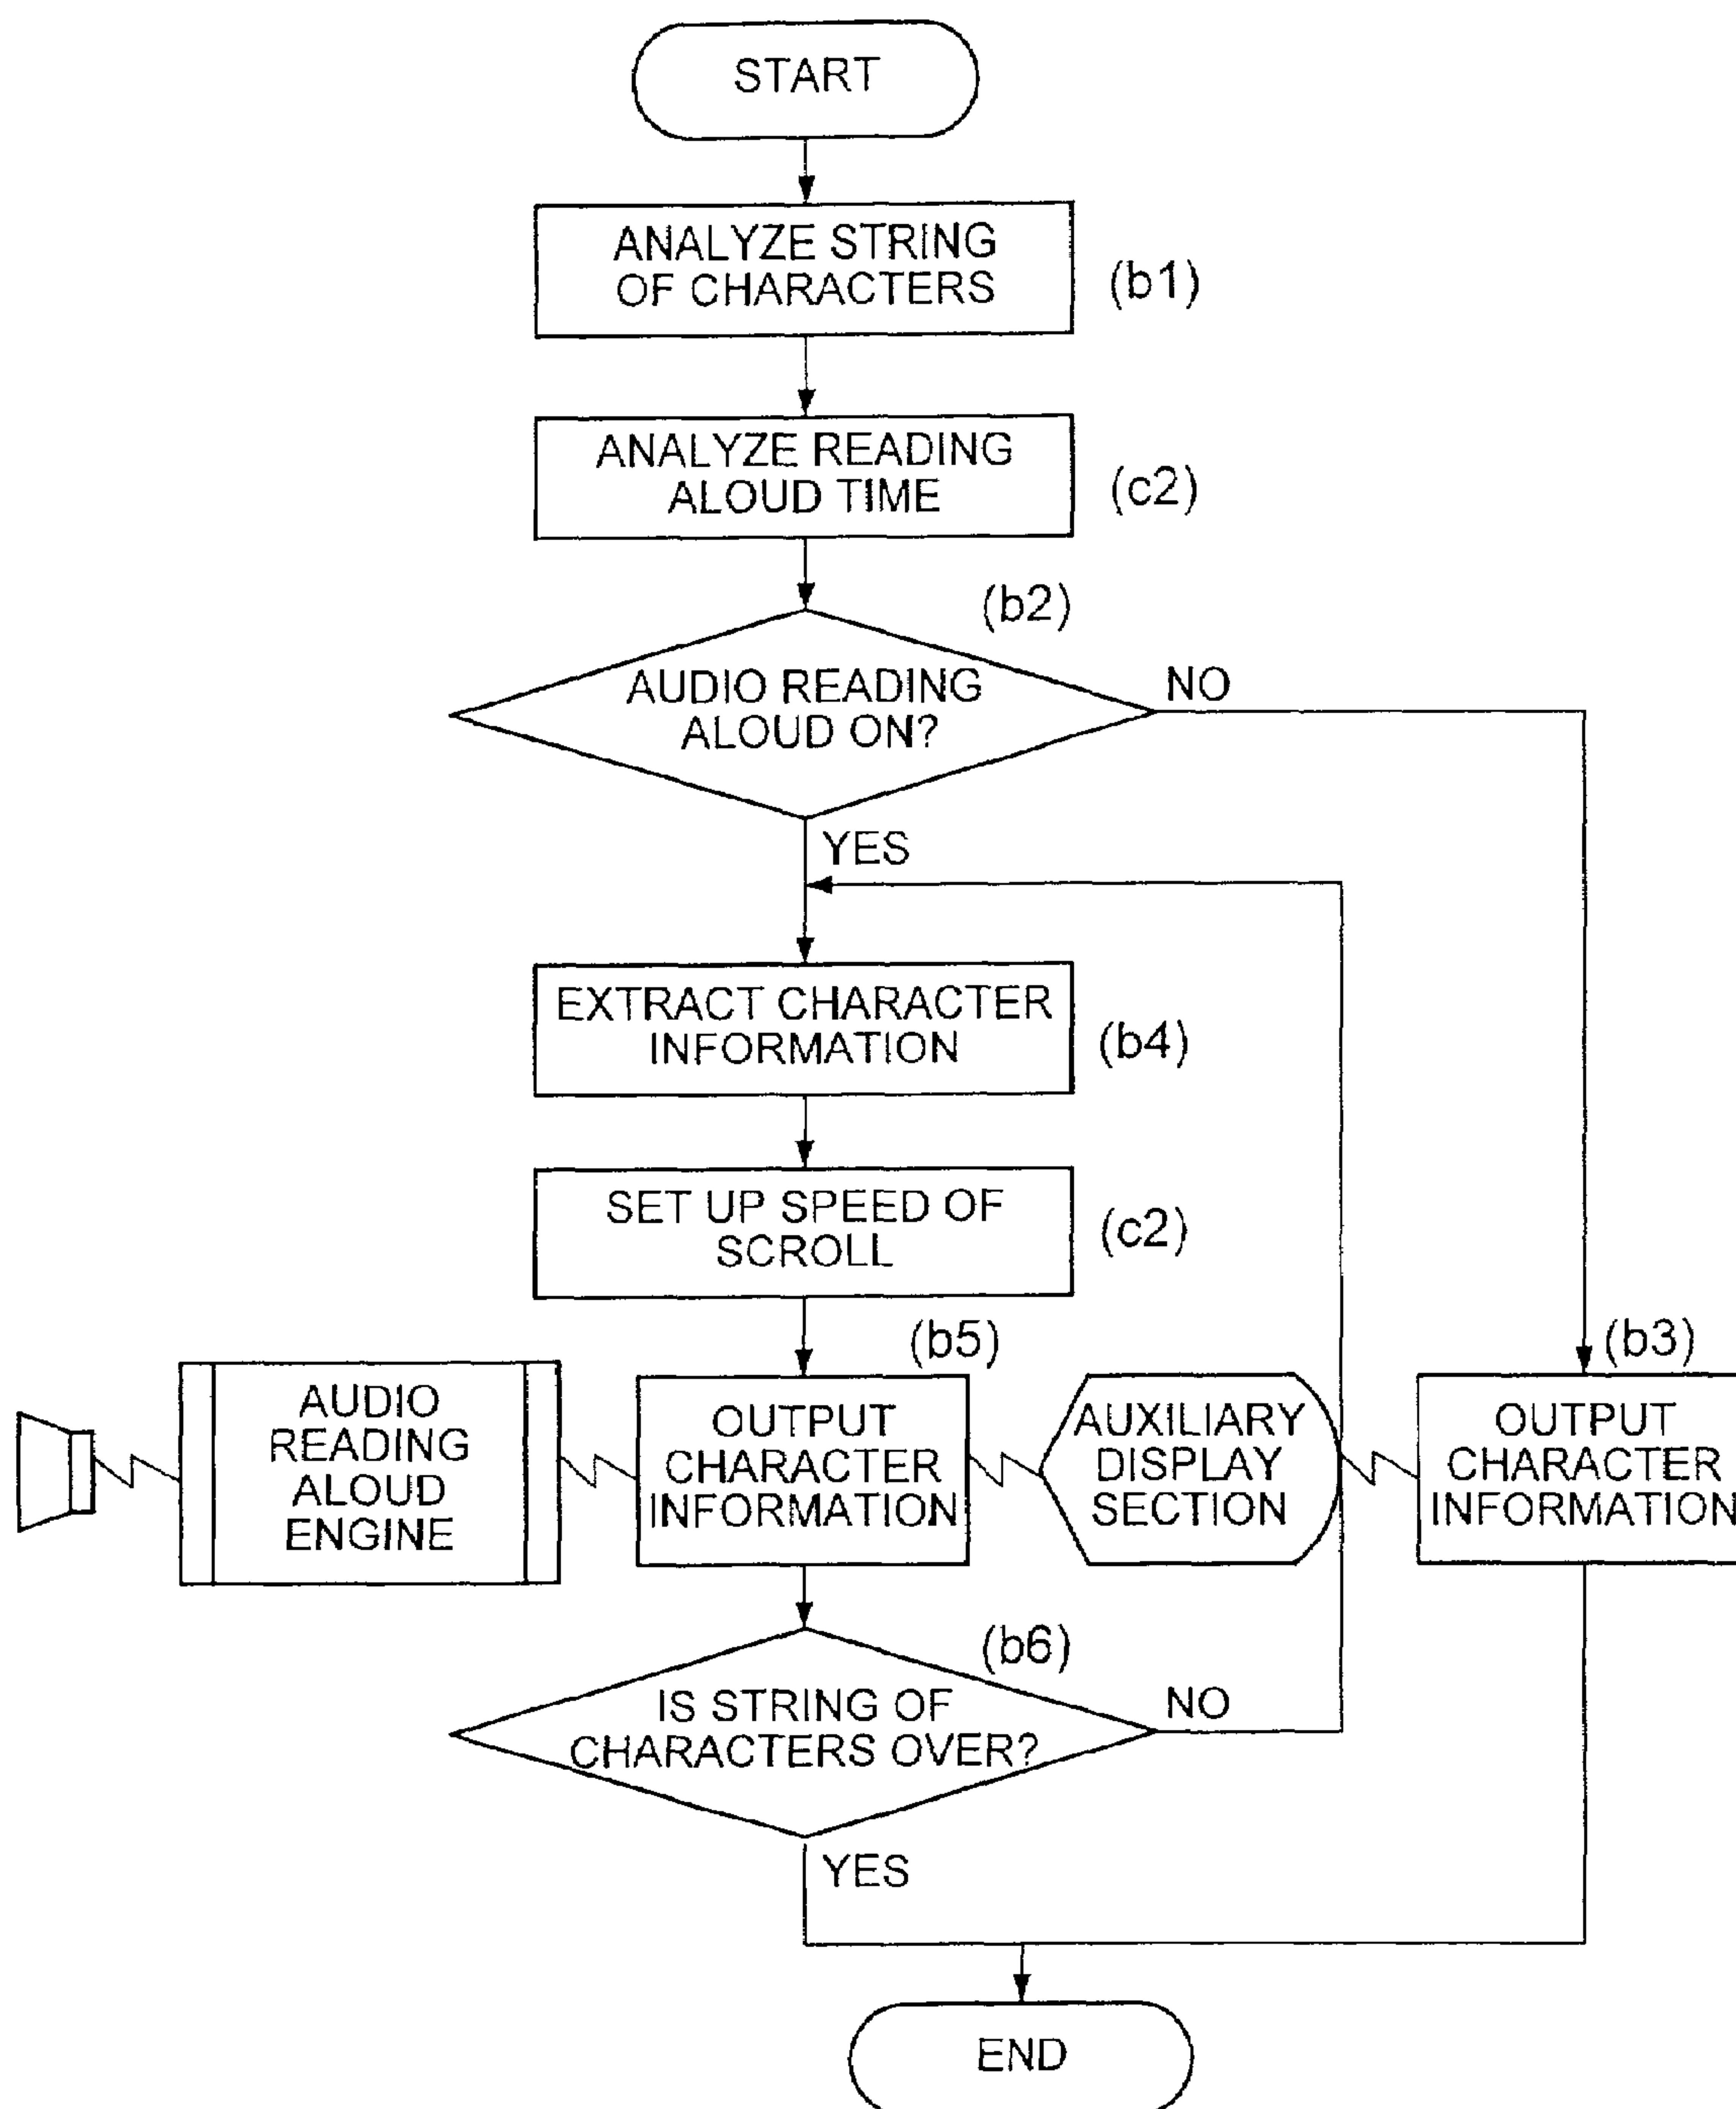 START
ANALYZE STRING
OF CHARACTERS
(b1)
ANALYZE READING
ALOUD TIME
(c2)
(b2)
AUDIO READING
ALOUD ON?
NO
YES
EXTRACT CHARACTER
INFORMATION
(b4)
SET UP SPEED OF
SCROLL
(c2)
(b5)
(b3)
AUDIO
READING
ALOUD
ENGINE
OUTPUT
CHARACTER
INFORMATION
AUXILIARY
DISPLAY
SECTION
OUTPUT
CHARACTER
INFORMATION
(b6)
IS STRING OF
CHARACTERS OVER?
NO
YES
END